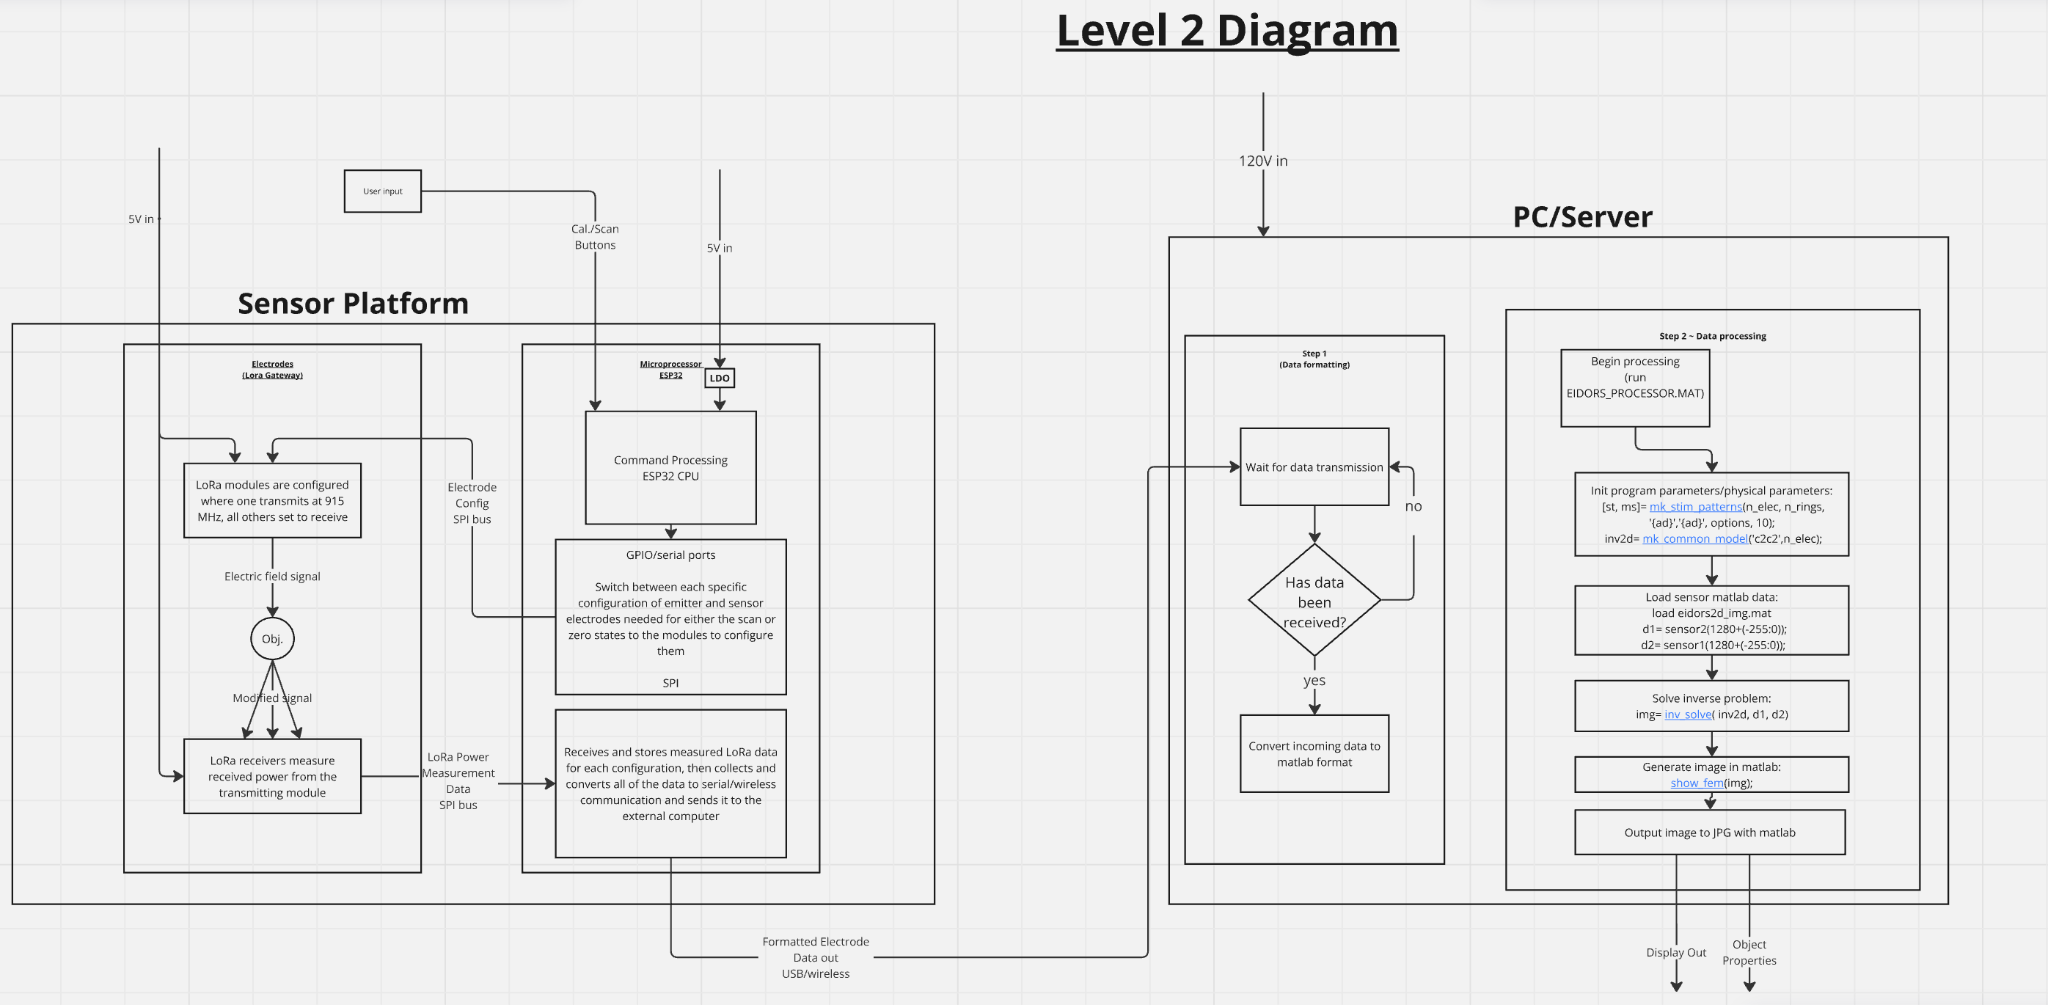 Level 2 Diagram
120V in
User input
5V in
Cal./Scan
Buttons
5V in
Sensor Platform
Electrodes
(Lora Gateway)
LoRa modules are configured
where one transmits at 915
MHz, all others set to receive
Electric field signal
Obj.
Modified signal
LoRa receivers measure
received power from the
transmitting module
Electrode
Config
SPI bus
LoRa Power
Measurement
Data
SPI bus
Microprocessor
ESP32
LDO
Command Processing
ESP32 CPU
GPIO/serial ports
Switch between each specific
configuration of emitter and sensor
electrodes needed for either the scan or
zero states to the modules to configure
them
SPI
Receives and stores measured LoRa data
for each configuration, then collects and
converts all of the data to serial/wireless
communication and sends it to the
external computer
Formatted Electrode
Data out
USB/wireless
PC/Server
Step 1
(Data formatting)
Wait for data transmission
no
Has data
been
received?
yes
Convert incoming data to
matlab format
Step 2 ~ Data processing
Begin processing
(run
EIDORS_PROCESSOR.MAT)
Init program parameters/physical parameters:
[st, ms]= mk_stim_patterns(n_elec, n_rings,
'{ad}','{ad}', options, 10);
inv2d= mk_common_model('c2c2',n_elec);
Load sensor matlab data:
load eidors2d_img.mat
d1= sensor2(1280+(-255:0));
d2= sensor1(1280+(-255:0));
Solve inverse problem:
img= inv_solve( inv2d, d1, d2)
Generate image in matlab:
show_fem(img);
Output image to JPG with matlab
Display Out
Object
Properties